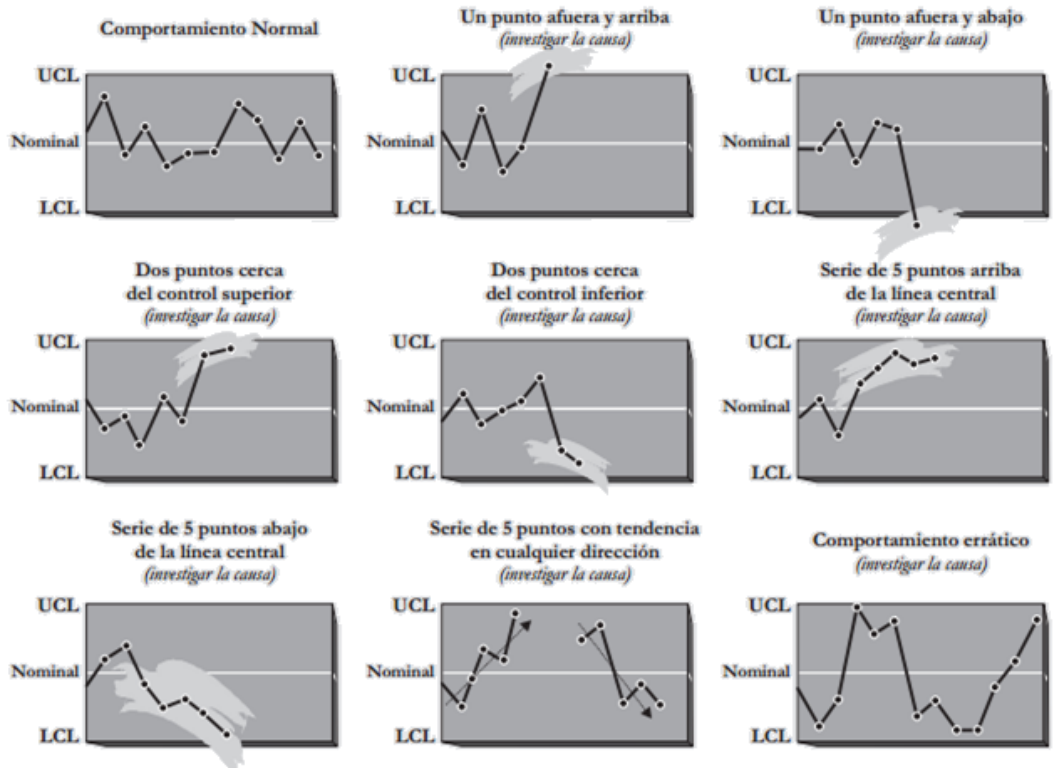 Comportamiento Normal
UCL
Nominal
LCL
Un punto afuera y arriba
(investigar la causa)
UCL
Nominal
LCL
Un punto afuera y abajo
(investigar la causa)
UCL
Nominal
LCL
Dos puntos cerca
del control superior
(investigar la causa)
UCL
Nominal
LCL
Dos puntos cerca
del control inferior
(investigar la causa)
UCL
Nominal
LCL
Serie de 5 puntos arriba
de la línea central
(investigar la causa)
UCL
Nominal
LCL
Serie de 5 puntos abajo
de la línea central
(investigar la causa)
UCL
Nominal
LCL
Serie de 5 puntos con tendencia
en cualquier dirección
(investigar la causa)
UCL
Nominal
LCL
Comportamiento errático
(investigar la causa)
UCL
Nominal
LCL